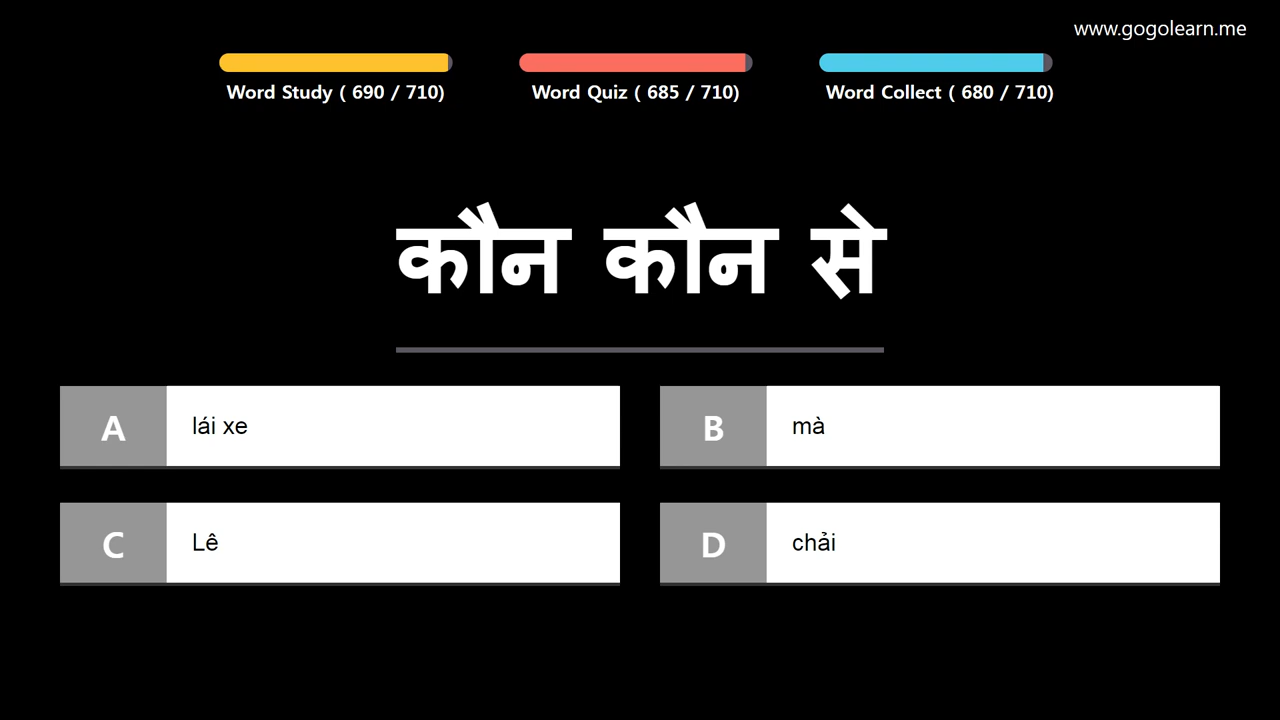 www.gogolearn.me
Word Study ( 690 / 710)
Word Quiz ( 685 / 710)
Word Collect ( 680 / 710)
कौन कौन से
A lái xe
B mà
C Lê
D chải